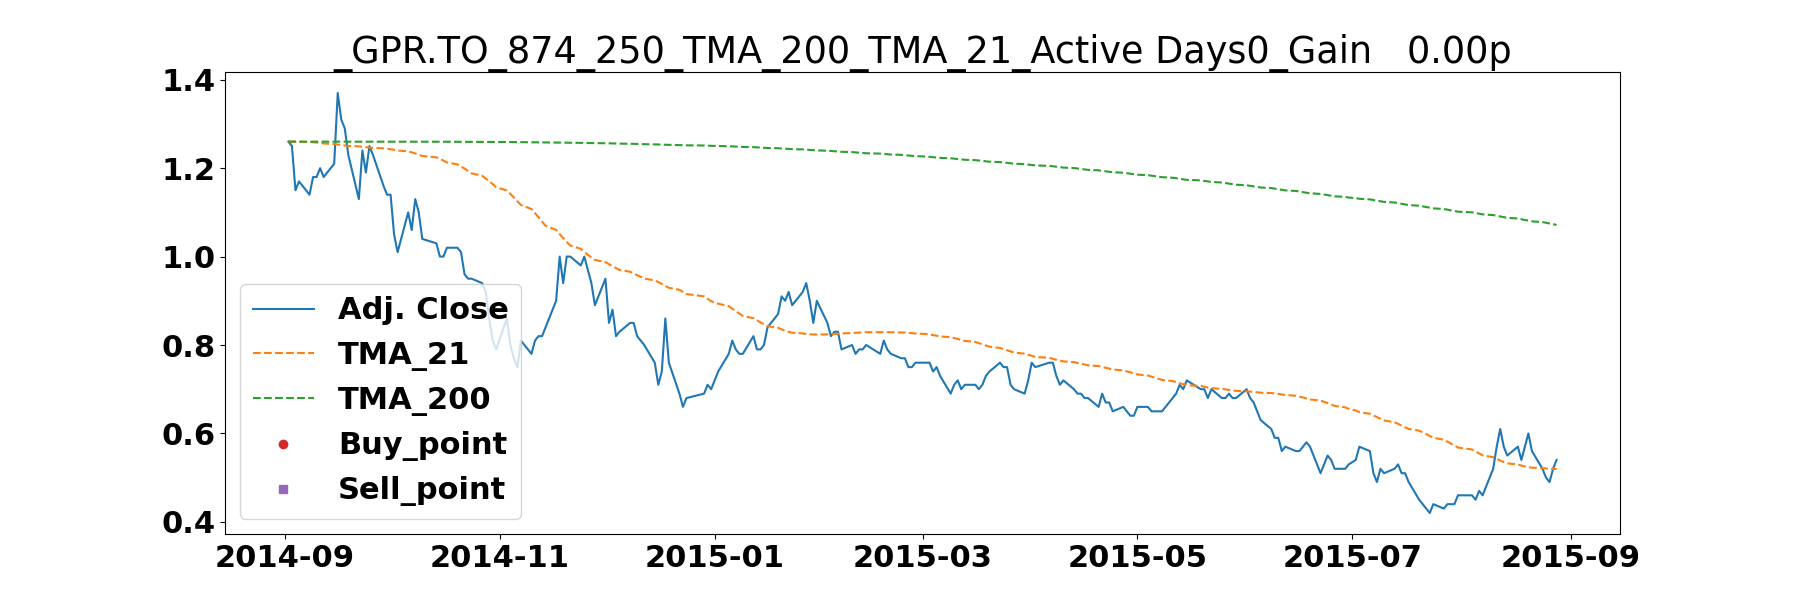 _GPR.TO_874_250_TMA_200_TMA_21_Active Days0_Gain   0.00p
1.4
1.2
1.0
0.8
0.6
0.4
Adj. Close
TMA_21
TMA_200
Buy_point
Sell_point
2014-09 2014-11 2015-01 2015-03 2015-05 2015-07 2015-09